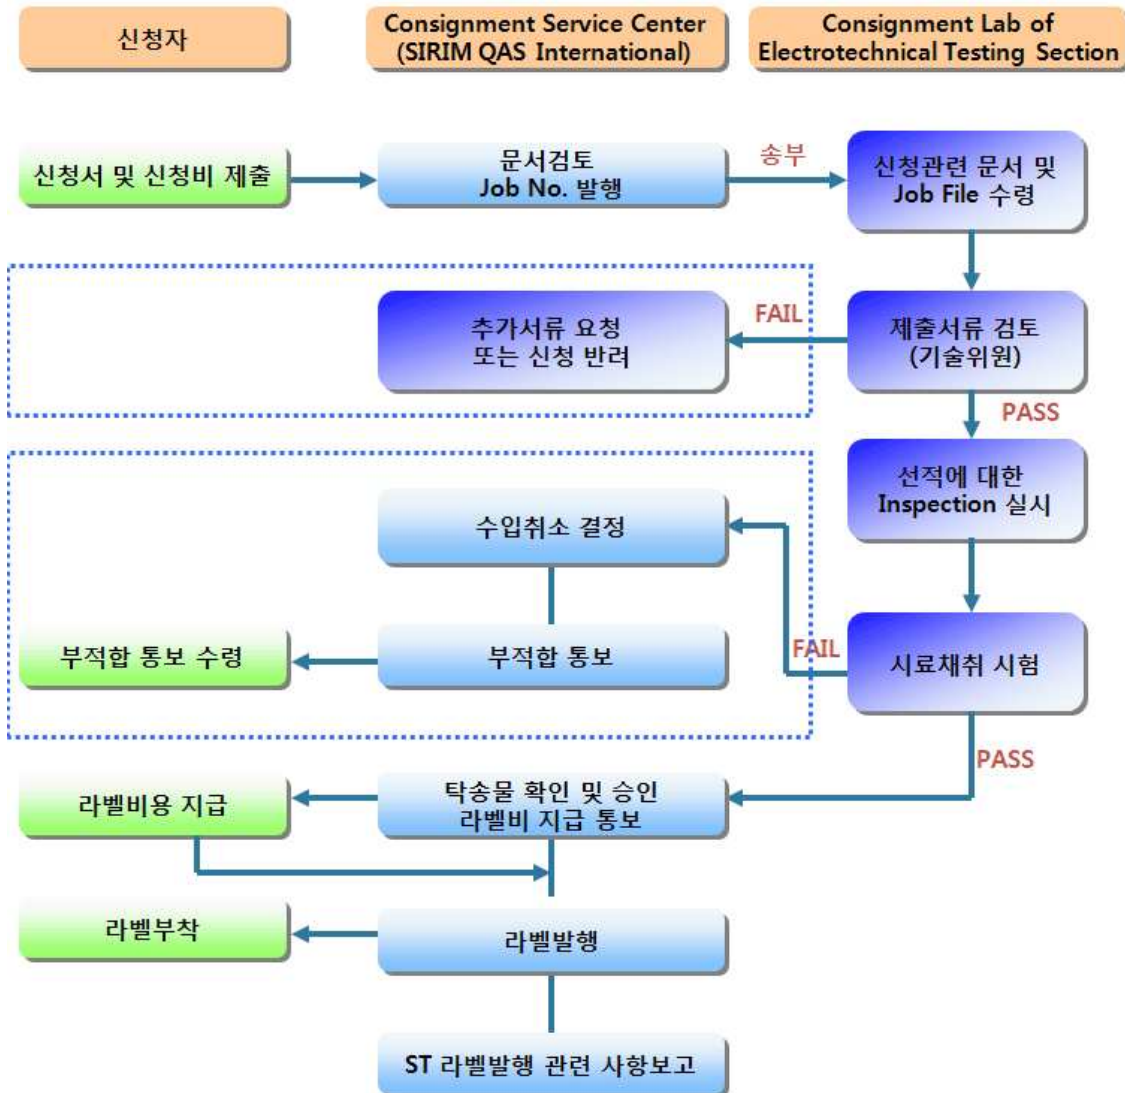 신청자
Consignment Service Center
(SIRIM QAS International)
Consignment Lab of
Electrotechnical Testing Section
신청서 및 신청비 제출
문서검토
Job No. 발행
송부
신청관련 문서 및
Job File 수령
추가서류 요청
또는 신청 반려
FAIL
제출서류 검토
(기술위원)
PASS
선적에 대한
Inspection 실시
수입취소 결정
부적합 통보 수령
부적합 통보
FAIL
시료채취 시험
PASS
라벨비용 지급
탁송물 확인 및 승인
라벨비 지급 통보
라벨부착
라벨발행
ST 라벨발행 관련 사항보고